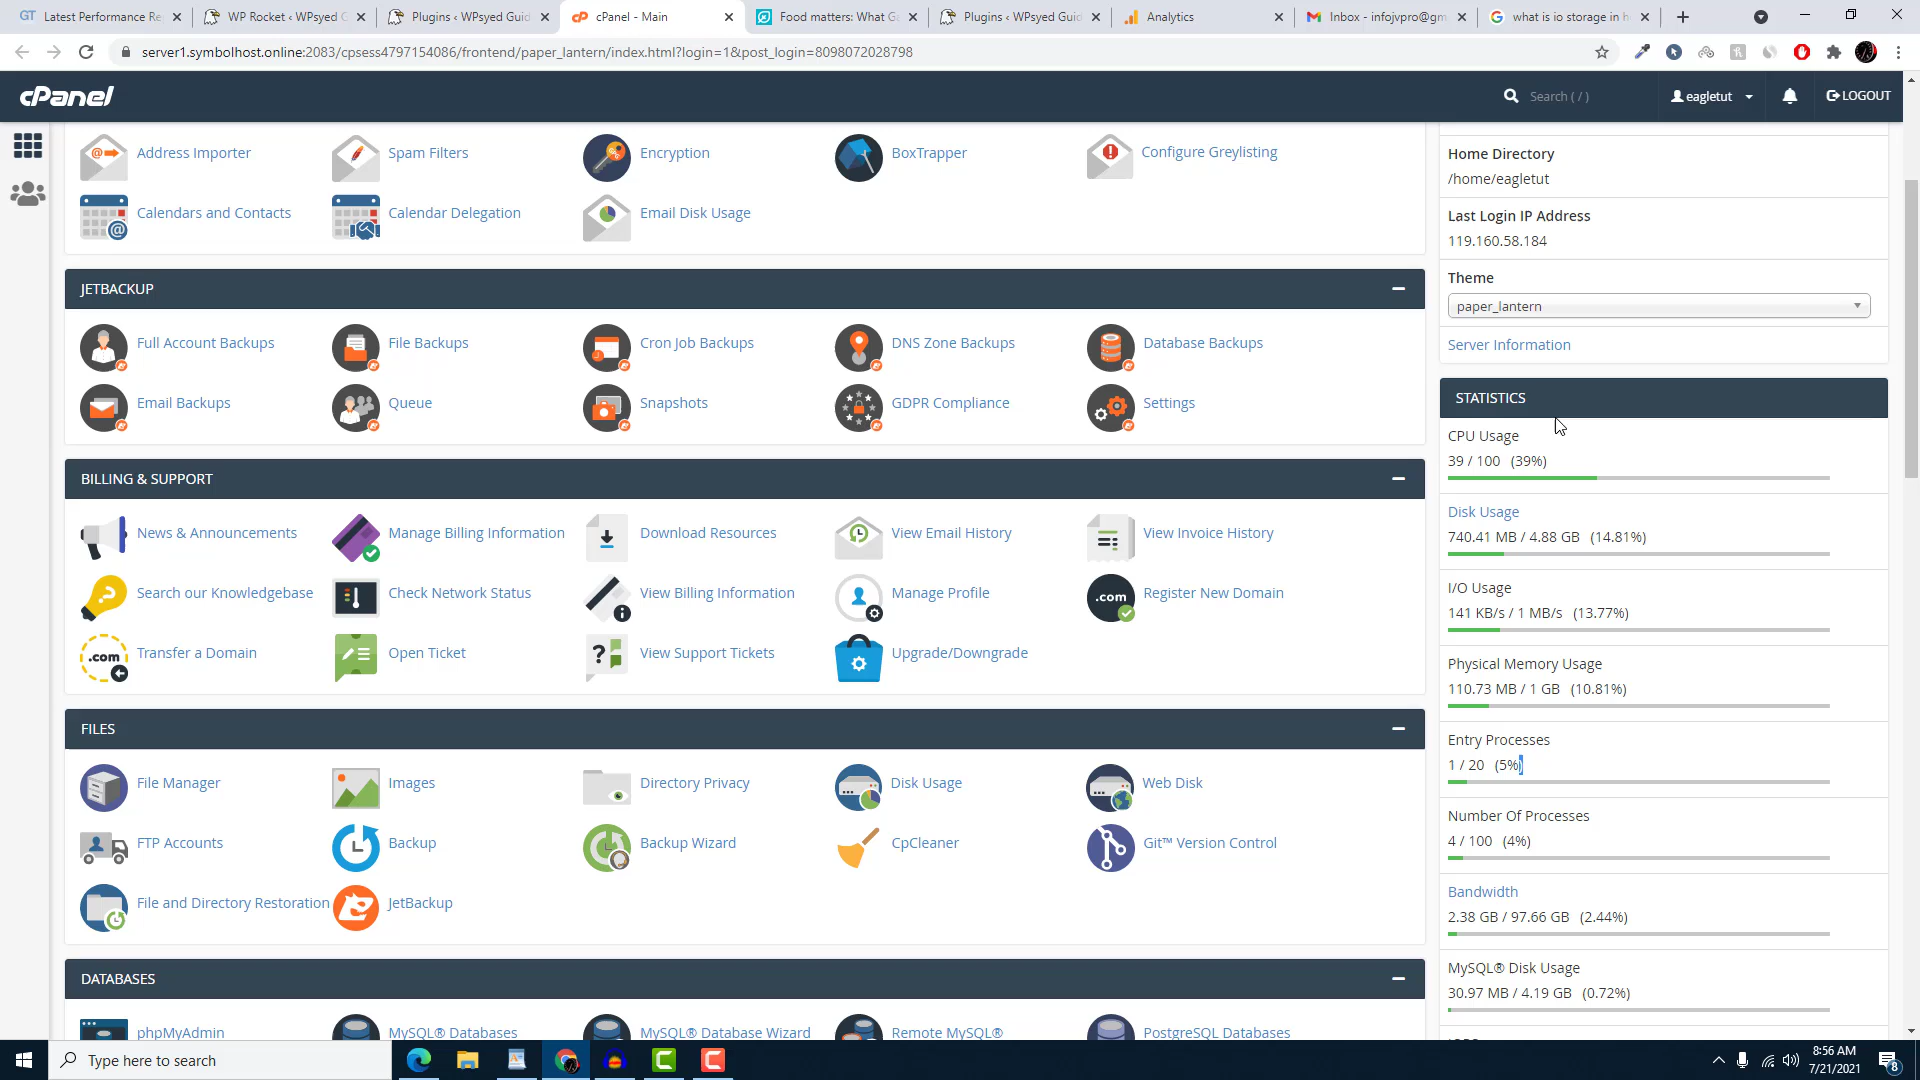 GT Latest Performance Re
WP Rocket ‹ WPsyed G
Plugins ‹ WPsyed Guid
cPanel - Main
Food matters: What G
Plugins ‹ WPsyed Guid
Analytics
Inbox - infojvpro@gm
what is io storage in h
server1.symbolhost.online:2083/cpsess4797154086/frontend/paper_lantern/index.html?login=1&post_login=8098072028798
cPanel
Search ( / )
eagletut
LOGOUT
Address Importer
Spam Filters
Encryption
BoxTrapper
Configure Greylisting
Calendars and Contacts
Calendar Delegation
Email Disk Usage
JETBACKUP
Full Account Backups
File Backups
Cron Job Backups
DNS Zone Backups
Database Backups
Email Backups
Queue
Snapshots
GDPR Compliance
Settings
BILLING & SUPPORT
News & Announcements
Manage Billing Information
Download Resources
View Email History
View Invoice History
Search our Knowledgebase
Check Network Status
View Billing Information
Manage Profile
.com
Register New Domain
.com
Transfer a Domain
Open Ticket
View Support Tickets
Upgrade/Downgrade
FILES
File Manager
Images
Directory Privacy
Disk Usage
Web Disk
FTP Accounts
Backup
Backup Wizard
CpCleaner
Git™ Version Control
File and Directory Restoration
JetBackup
DATABASES
phpMyAdmin
MySQL® Databases
MySQL® Database Wizard
Remote MySQL®
PostgreSQL Databases
Home Directory
/home/eagletut
Last Login IP Address
119.160.58.184
Theme
paper_lantern
Server Information
STATISTICS
CPU Usage
39 / 100 (39%)
Disk Usage
740.41 MB / 4.88 GB (14.81%)
I/O Usage
141 KB/s / 1 MB/s (13.77%)
Physical Memory Usage
110.73 MB / 1 GB (10.81%)
Entry Processes
1 / 20 (5%)
Number Of Processes
4 / 100 (4%)
Bandwidth
2.38 GB / 97.66 GB (2.44%)
MySQL® Disk Usage
30.97 MB / 4.19 GB (0.72%)
Type here to search
8:56 AM
7/21/2021
8